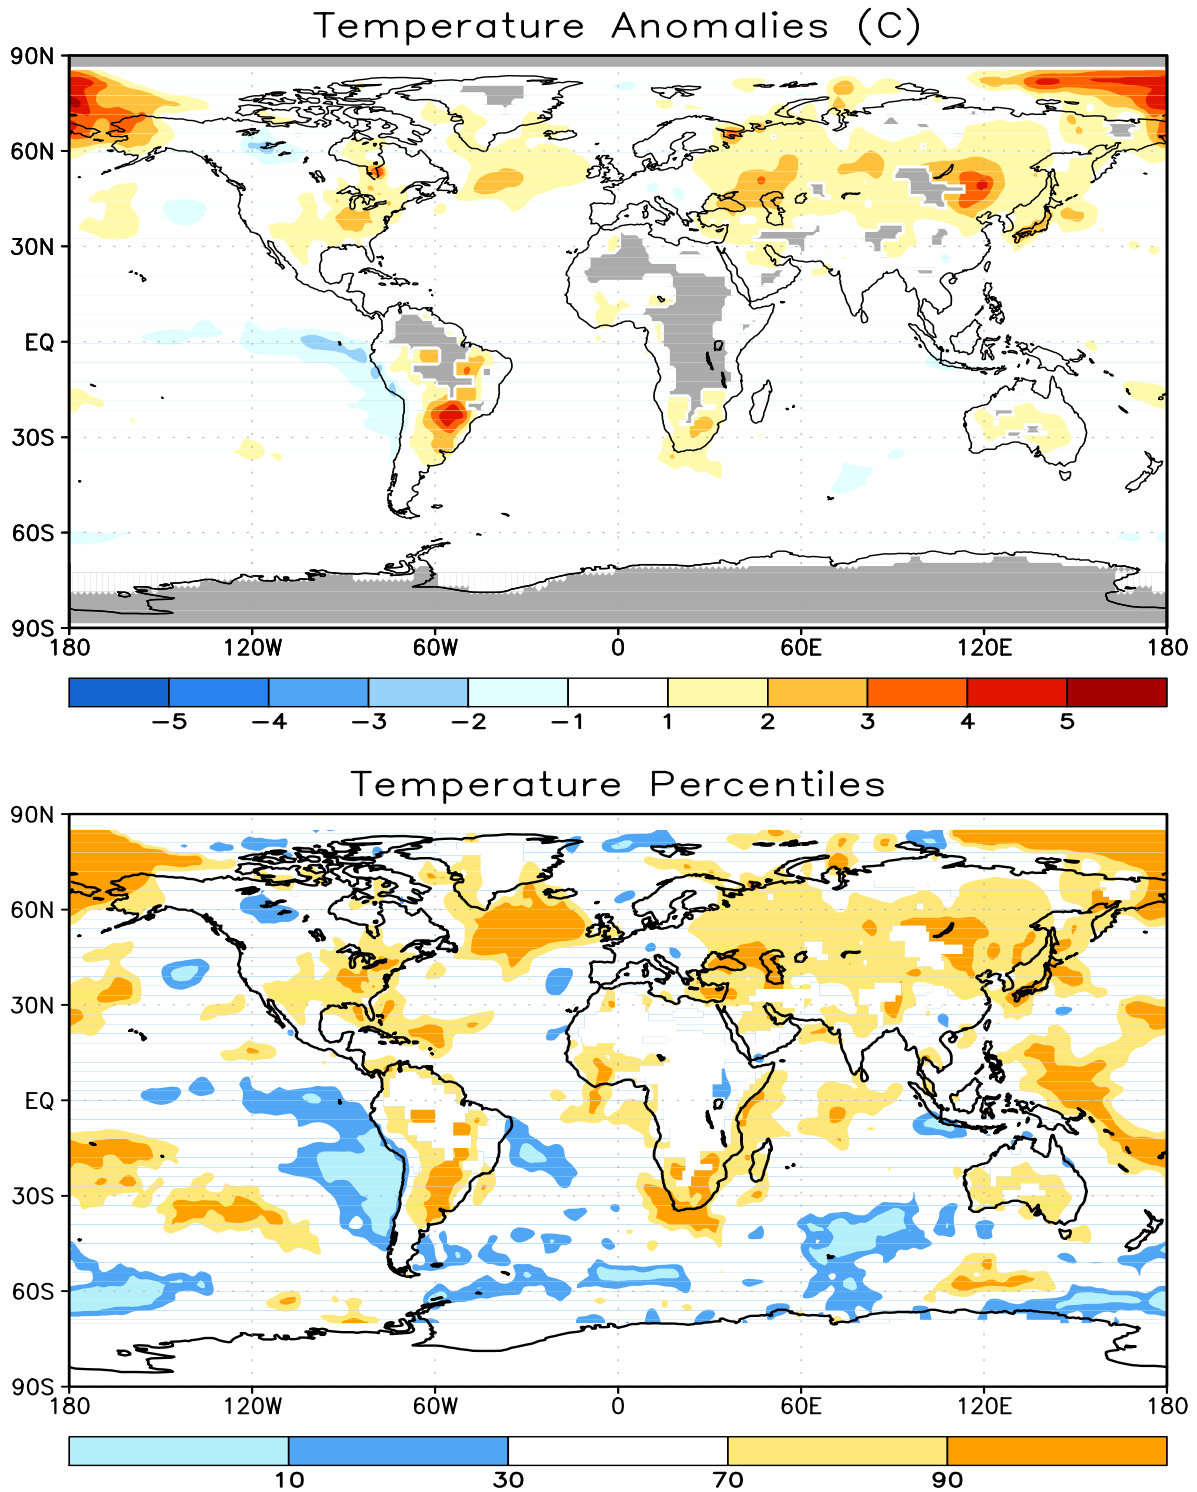 Temperature Anomalies (C)
90N
60N
30N
EQ
30S
60S
90S
180 120W 60W 0 60E 120E 180
−5 −4 −3 −2 −1 1 2 3 4 5
Temperature Percentiles
90N
60N
30N
EQ
30S
60S
90S
180 120W 60W 0 60E 120E 180
10 30 70 90